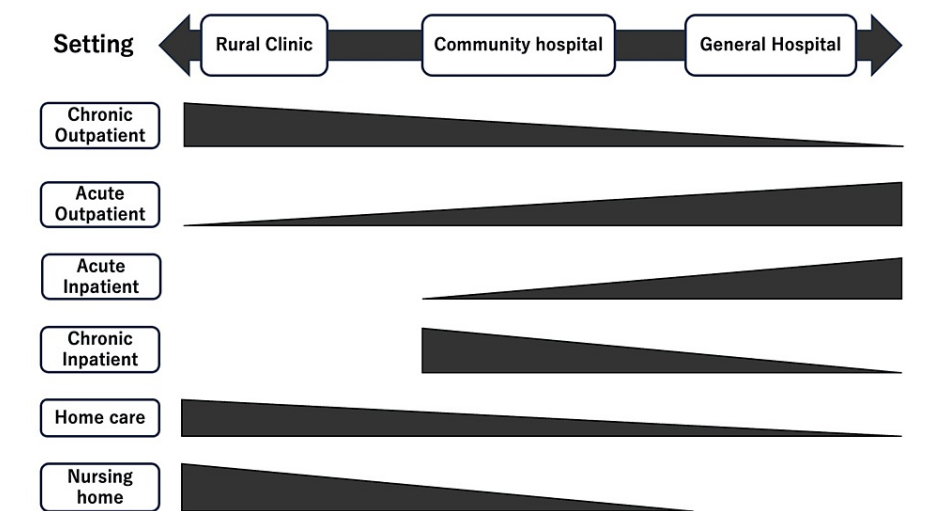 Setting
Rural Clinic
Community hospital
General Hospital
Chronic
Outpatient
Acute
Outpatient
Acute
Inpatient
Chronic
Inpatient
Home care
Nursing
home